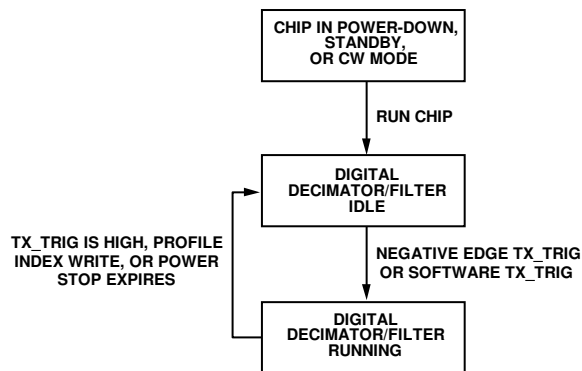 CHIP IN POWER-DOWN,
STANDBY,
OR CW MODE
RUN CHIP
DIGITAL
DECIMATOR/FILTER
IDLE
TX_TRIG IS HIGH, PROFILE
INDEX WRITE, OR POWER
STOP EXPIRES
NEGATIVE EDGE TX_TRIG
OR SOFTWARE TX_TRIG
DIGITAL
DECIMATOR/FILTER
RUNNING